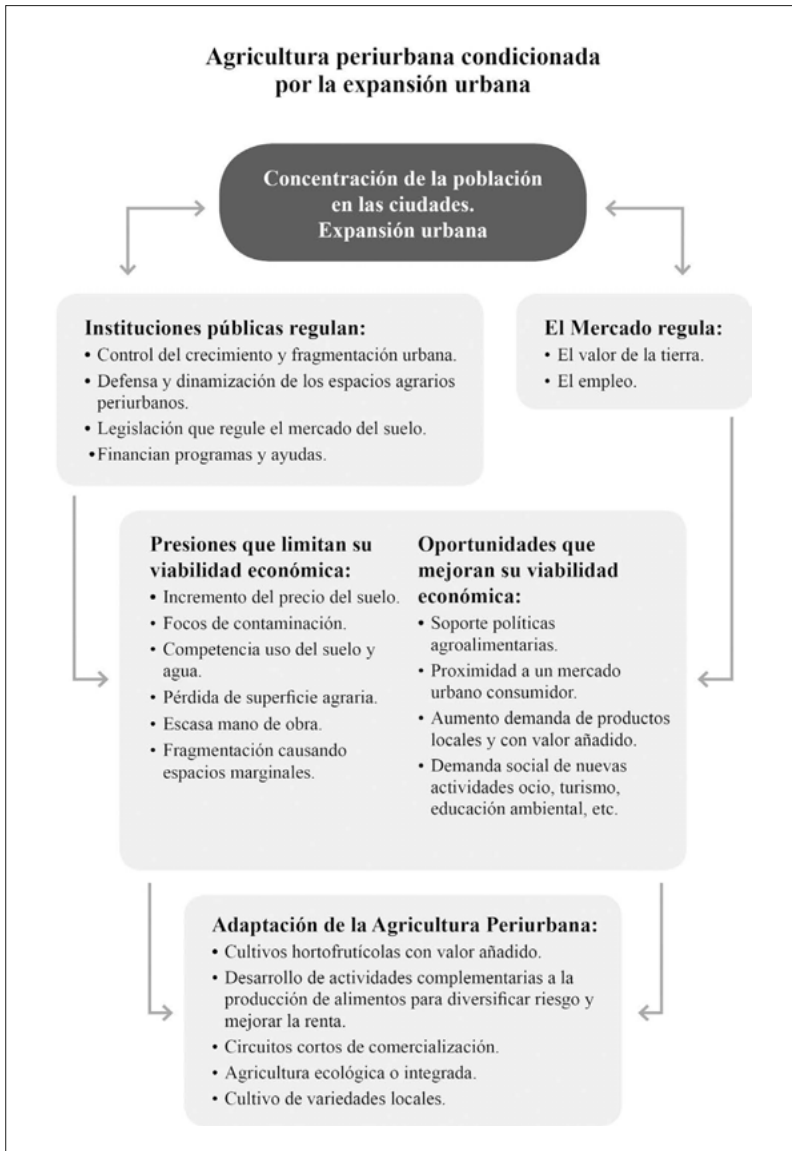 Agricultura periurbana condicionada
por la expansión urbana
Concentración de la población
en las ciudades.
Expansión urbana
Instituciones públicas regulan:
• Control del crecimiento y fragmentación urbana.
• Defensa y dinamización de los espacios agrarios
periurbanos.
• Legislación que regule el mercado del suelo.
•Financian programas y ayudas.
El Mercado regula:
• El valor de la tierra.
• El empleo.
Presiones que limitan su
viabilidad económica:
• Incremento del precio del suelo.
• Focos de contaminación.
• Competencia uso del suelo y
agua.
• Pérdida de superficie agraria.
• Escasa mano de obra.
• Fragmentación causando
espacios marginales.
Oportunidades que
mejoran su viabilidad
económica:
• Soporte políticas
agroalimentarias.
• Proximidad a un mercado
urbano consumidor.
• Aumento demanda de productos
locales y con valor añadido.
• Demanda social de nuevas
actividades ocio, turismo,
educación ambiental, etc.
Adaptación de la Agricultura Periurbana:
• Cultivos hortofrutícolas con valor añadido.
• Desarrollo de actividades complementarias a la
producción de alimentos para diversificar riesgo y
mejorar la renta.
• Circuitos cortos de comercialización.
• Agricultura ecológica o integrada.
• Cultivo de variedades locales.